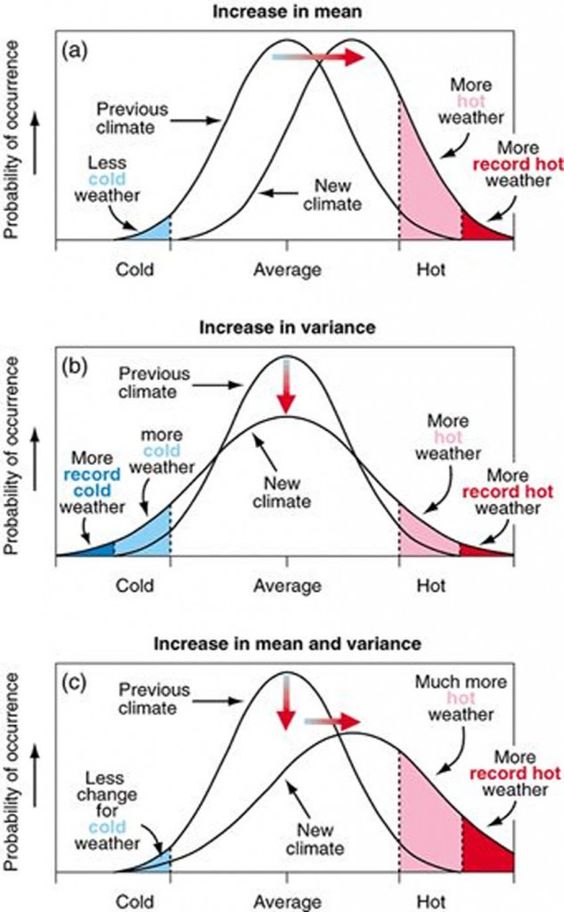 Increase in mean
(a)
Probability of occurrence
Previous
climate
Less
cold
weather
New
climate
More
hot
weather
More
record hot
weather
Cold
Average
Hot
Increase in variance
(b)
Probability of occurrence
Previous
climate
more
cold
weather
More
record
cold
weather
New
climate
More
hot
weather
More
record hot
weather
Cold
Average
Hot
Increase in mean and variance
(c)
Probability of occurrence
Previous
climate
Less
change
for
cold
weather
New
climate
Much more
hot
weather
More
record hot
weather
Cold
Average
Hot